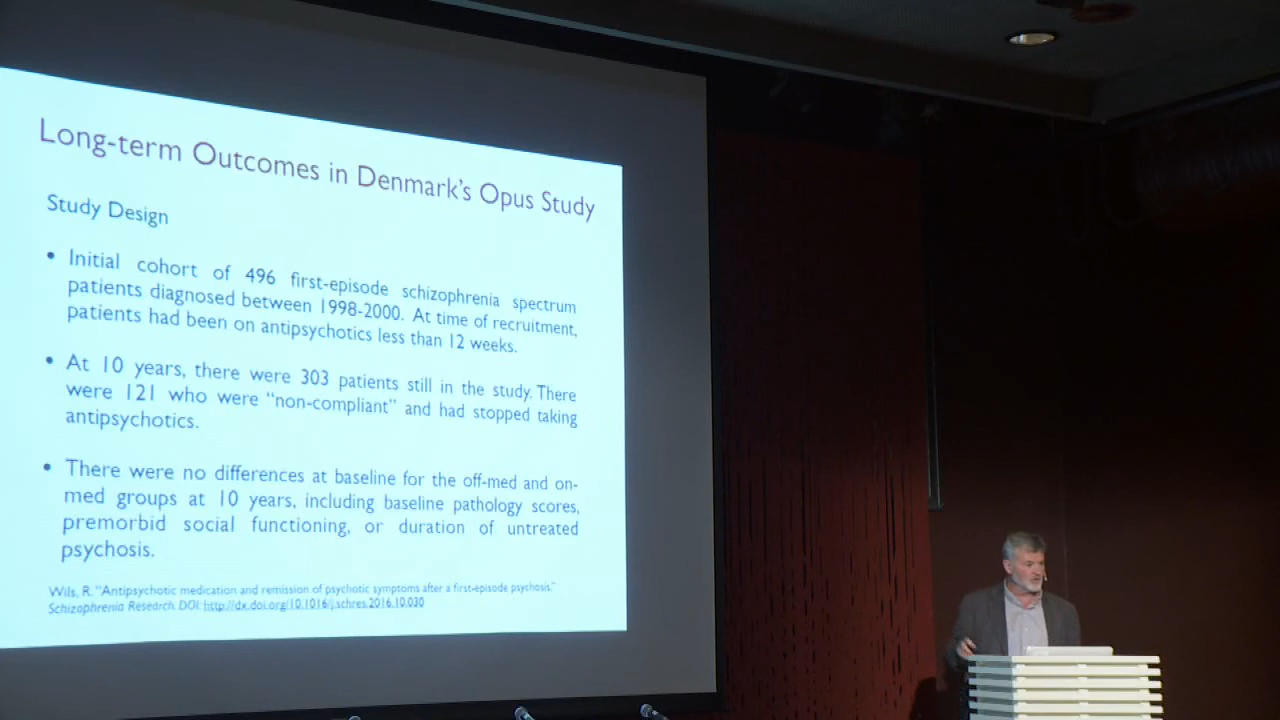 Long-term Outcomes in Denmark's Opus Study
Study Design
• Initial cohort of 496 first-episode schizophrenia spectrum
patients diagnosed between 1998-2000. At time of recruitment,
patients had been on antipsychotics less than 12 weeks.
• At 10 years, there were 303 patients still in the study. There
were 121 who were “non-compliant” and had stopped taking
antipsychotics.
• There were no differences at baseline for the off-med and on-
med groups at 10 years, including baseline pathology scores,
premorbid social functioning, or duration of untreated
psychosis.
Wils, R. “Antipsychotic medication and remission of psychotic symptoms after a first-episode psychosis.”
Schizophrenia Research. DOI: http://dx.doi.org/10.1016/j.schres.2016.10.030